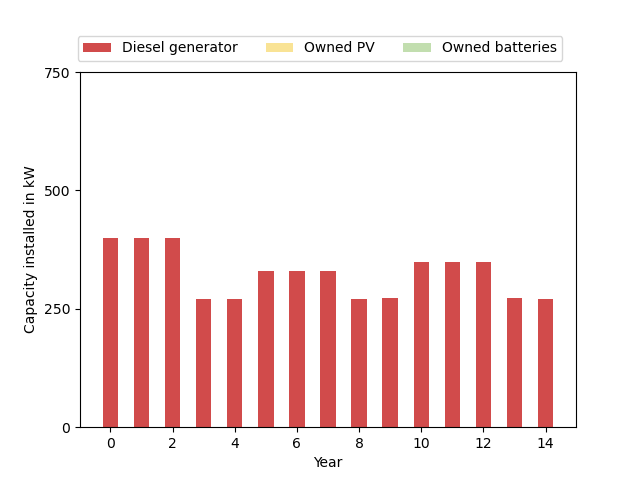 Diesel generator Owned PV Owned batteries
750
500
250
0
Capacity installed in kW
0 2 4 6 8 10 12 14
Year